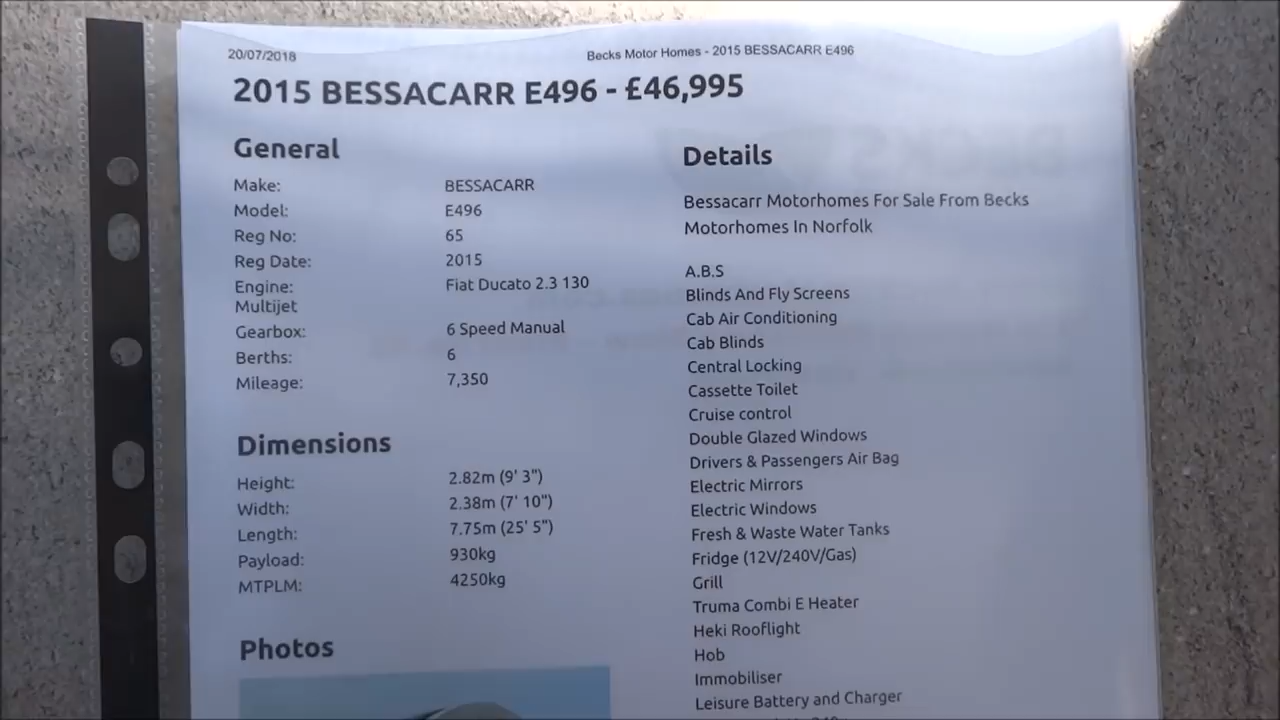 20/07/2018
Becks Motor Homes - 2015 BESSACARR E496
2015 BESSACARR E496 - £46,995
General
Make: BESSACARR
Model: E496
Reg No: 65
Reg Date: 2015
Engine: Fiat Ducato 2.3 130
Multijet
Gearbox: 6 Speed Manual
Berths: 6
Mileage: 7,350
Dimensions
Height: 2.82m (9' 3")
Width: 2.38m (7' 10")
Length: 7.75m (25' 5")
Payload: 930kg
MTPLM: 4250kg
Photos
Details
Bessacarr Motorhomes For Sale From Becks
Motorhomes In Norfolk
A.B.S
Blinds And Fly Screens
Cab Air Conditioning
Cab Blinds
Central Locking
Cassette Toilet
Cruise control
Double Glazed Windows
Drivers & Passengers Air Bag
Electric Mirrors
Electric Windows
Fresh & Waste Water Tanks
Fridge (12V/240V/Gas)
Grill
Truma Combi E Heater
Heki Rooflight
Hob
Immobiliser
Leisure Battery and Charger